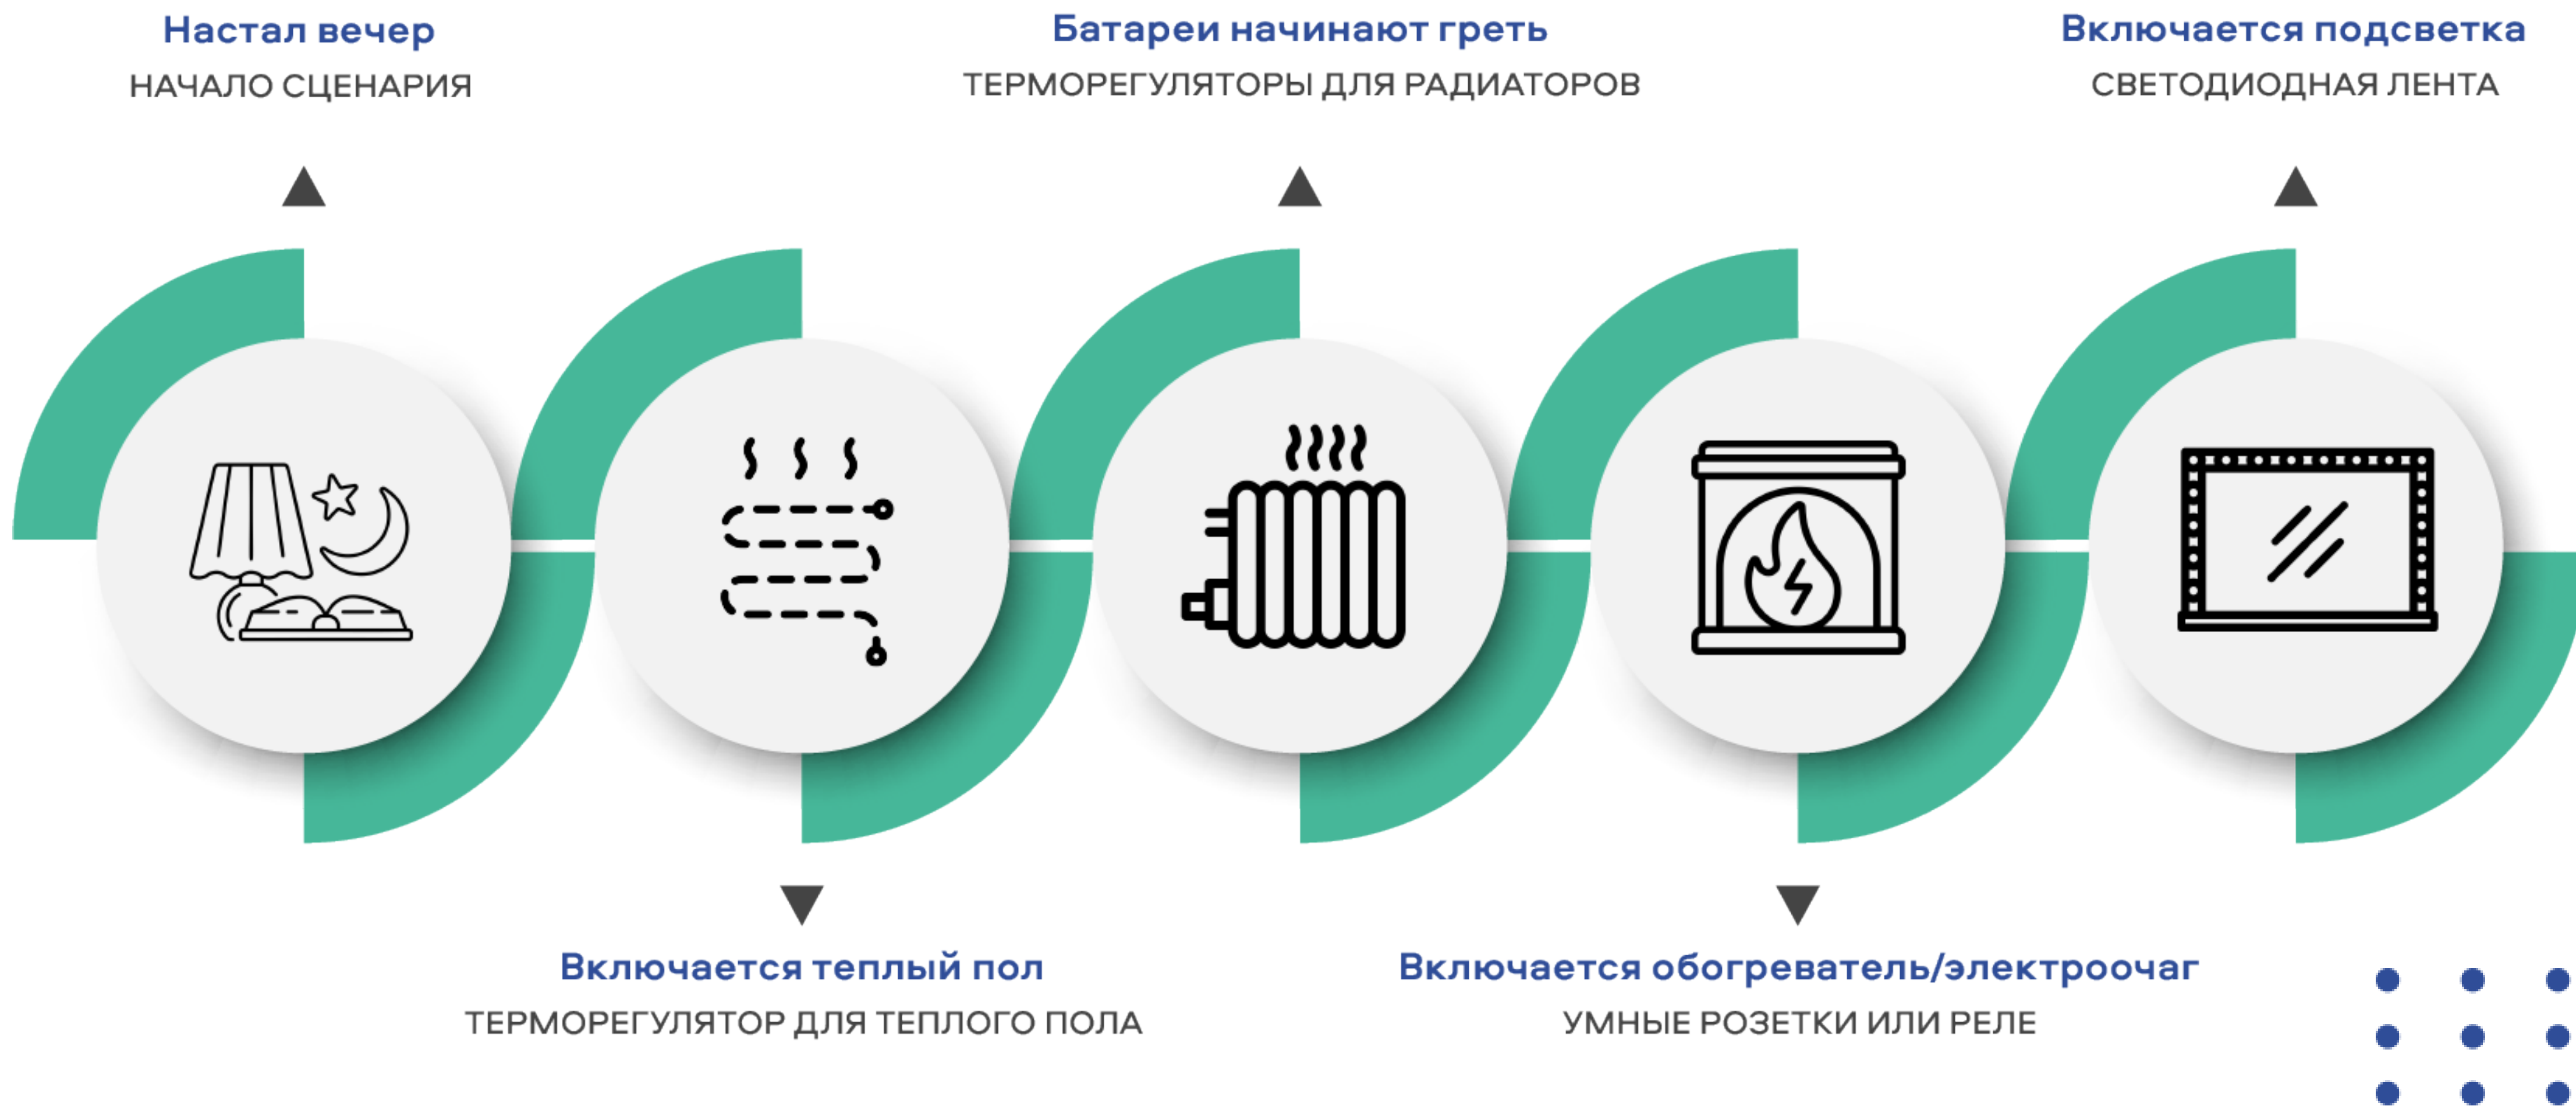 Настал вечер
НАЧАЛО СЦЕНАРИЯ
Батареи начинают греть
ТЕРМОРЕГУЛЯТОРЫ ДЛЯ РАДИАТОРОВ
Включается подсветка
СВЕТОДИОДНАЯ ЛЕНТА
Включается теплый пол
ТЕРМОРЕГУЛЯТОР ДЛЯ ТЕПЛОГО ПОЛА
Включается обогреватель/электроочаг
УМНЫЕ РОЗЕТКИ ИЛИ РЕЛЕ